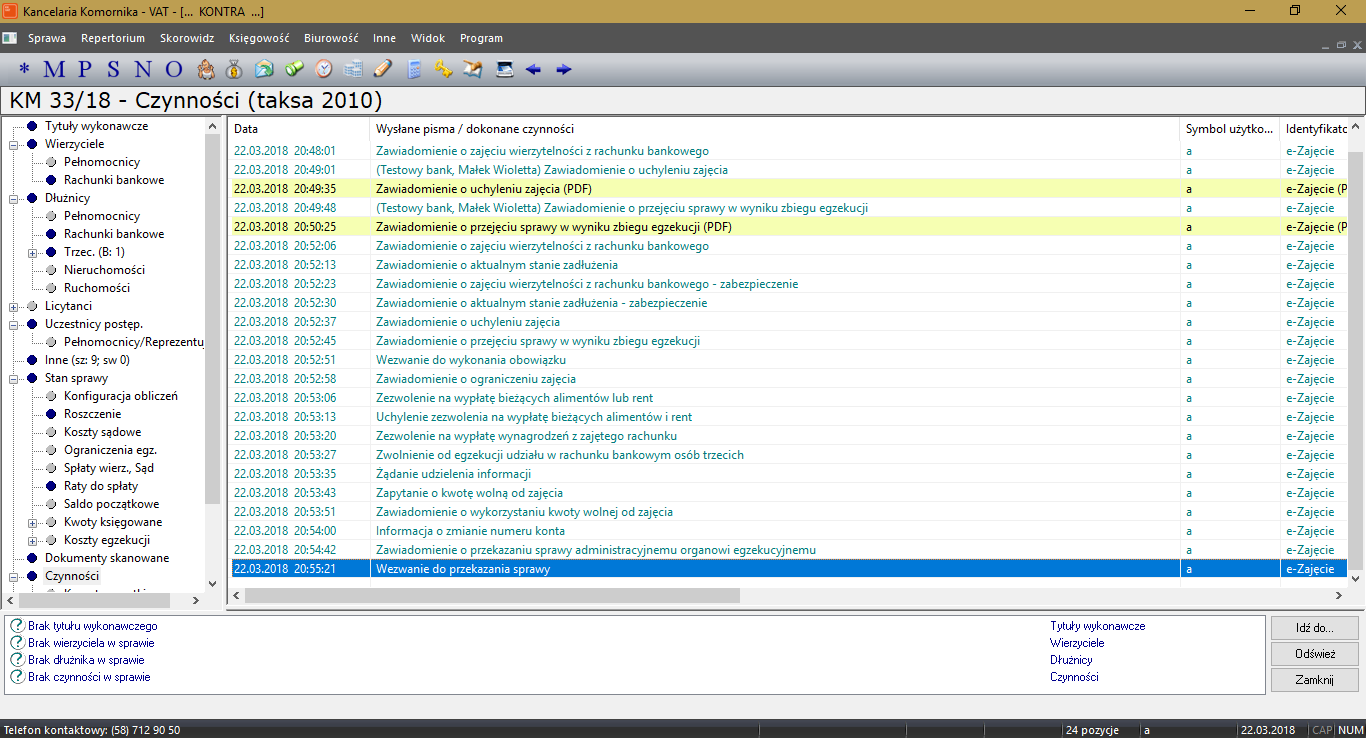 Kancelaria Komornika - VAT - [... KONTRA ...]
Sprawa Repertorium Skorowidz Księgowość Biurowość Inne Widok Program
* M P S N O
KM 33/18 - Czynności (taksa 2010)
Tytuły wykonawcze
Wierzyciele
Pełnomocnicy
Rachunki bankowe
Dłużnicy
Pełnomocnicy
Rachunki bankowe
Trzec. (B: 1)
Nieruchomości
Ruchomości
Licytanci
Uczestnicy postęp.
Pełnomocnicy/Reprezentuj
Inne (sz: 9; sw 0)
Stan sprawy
Konfiguracja obliczeń
Roszczenie
Koszty sądowe
Ograniczenia egz.
Spłaty wierz., Sąd
Raty do spłaty
Saldo początkowe
Kwoty księgowane
Koszty egzekucji
Dokumenty skanowane
Czynności
Data Wysłane pisma / dokonane czynności Symbol użytko... Identyfikato
22.03.2018 20:48:01 Zawiadomienie o zajęciu wierzytelności z rachunku bankowego a e-Zajęcie
22.03.2018 20:49:01 (Testowy bank, Małek Wioletta) Zawiadomienie o uchyleniu zajęcia a e-Zajęcie
22.03.2018 20:49:35 Zawiadomienie o uchyleniu zajęcia (PDF) a e-Zajęcie (P
22.03.2018 20:49:48 (Testowy bank, Małek Wioletta) Zawiadomienie o przejęciu sprawy w wyniku zbiegu egzekucji a e-Zajęcie
22.03.2018 20:50:25 Zawiadomienie o przejęciu sprawy w wyniku zbiegu egzekucji (PDF) a e-Zajęcie (P
22.03.2018 20:52:06 Zawiadomienie o zajęciu wierzytelności z rachunku bankowego a e-Zajęcie
22.03.2018 20:52:13 Zawiadomienie o aktualnym stanie zadłużenia a e-Zajęcie
22.03.2018 20:52:23 Zawiadomienie o zajęciu wierzytelności z rachunku bankowego - zabezpieczenie a e-Zajęcie
22.03.2018 20:52:30 Zawiadomienie o aktualnym stanie zadłużenia - zabezpieczenie a e-Zajęcie
22.03.2018 20:52:37 Zawiadomienie o uchyleniu zajęcia a e-Zajęcie
22.03.2018 20:52:45 Zawiadomienie o przejęciu sprawy w wyniku zbiegu egzekucji a e-Zajęcie
22.03.2018 20:52:51 Wezwanie do wykonania obowiązku a e-Zajęcie
22.03.2018 20:52:58 Zawiadomienie o ograniczeniu zajęcia a e-Zajęcie
22.03.2018 20:53:06 Zezwolenie na wypłatę bieżących alimentów lub rent a e-Zajęcie
22.03.2018 20:53:13 Uchylenie zezwolenia na wypłatę bieżących alimentów i rent a e-Zajęcie
22.03.2018 20:53:20 Zezwolenie na wypłatę wynagrodzeń z zajętego rachunku a e-Zajęcie
22.03.2018 20:53:27 Zwolnienie od egzekucji udziału w rachunku bankowym osób trzecich a e-Zajęcie
22.03.2018 20:53:35 Żądanie udzielenia informacji a e-Zajęcie
22.03.2018 20:53:43 Zapytanie o kwotę wolną od zajęcia a e-Zajęcie
22.03.2018 20:53:51 Zawiadomienie o wykorzystaniu kwoty wolnej od zajęcia a e-Zajęcie
22.03.2018 20:54:00 Informacja o zmianie numeru konta a e-Zajęcie
22.03.2018 20:54:42 Zawiadomienie o przekazaniu sprawy administracyjnemu organowi egzekucyjnemu a e-Zajęcie
22.03.2018 20:55:21 Wezwanie do przekazania sprawy a e-Zajęcie
Brak tytułu wykonawczego Tytuły wykonawcze
Brak wierzyciela w sprawie Wierzyciele
Brak dłużnika w sprawie Dłużnicy
Brak czynności w sprawie Czynności
Idź do...
Odśwież
Zamknij
Telefon kontaktowy: (58) 712 90 50 24 pozycje a 22.03.2018 CAP NUM